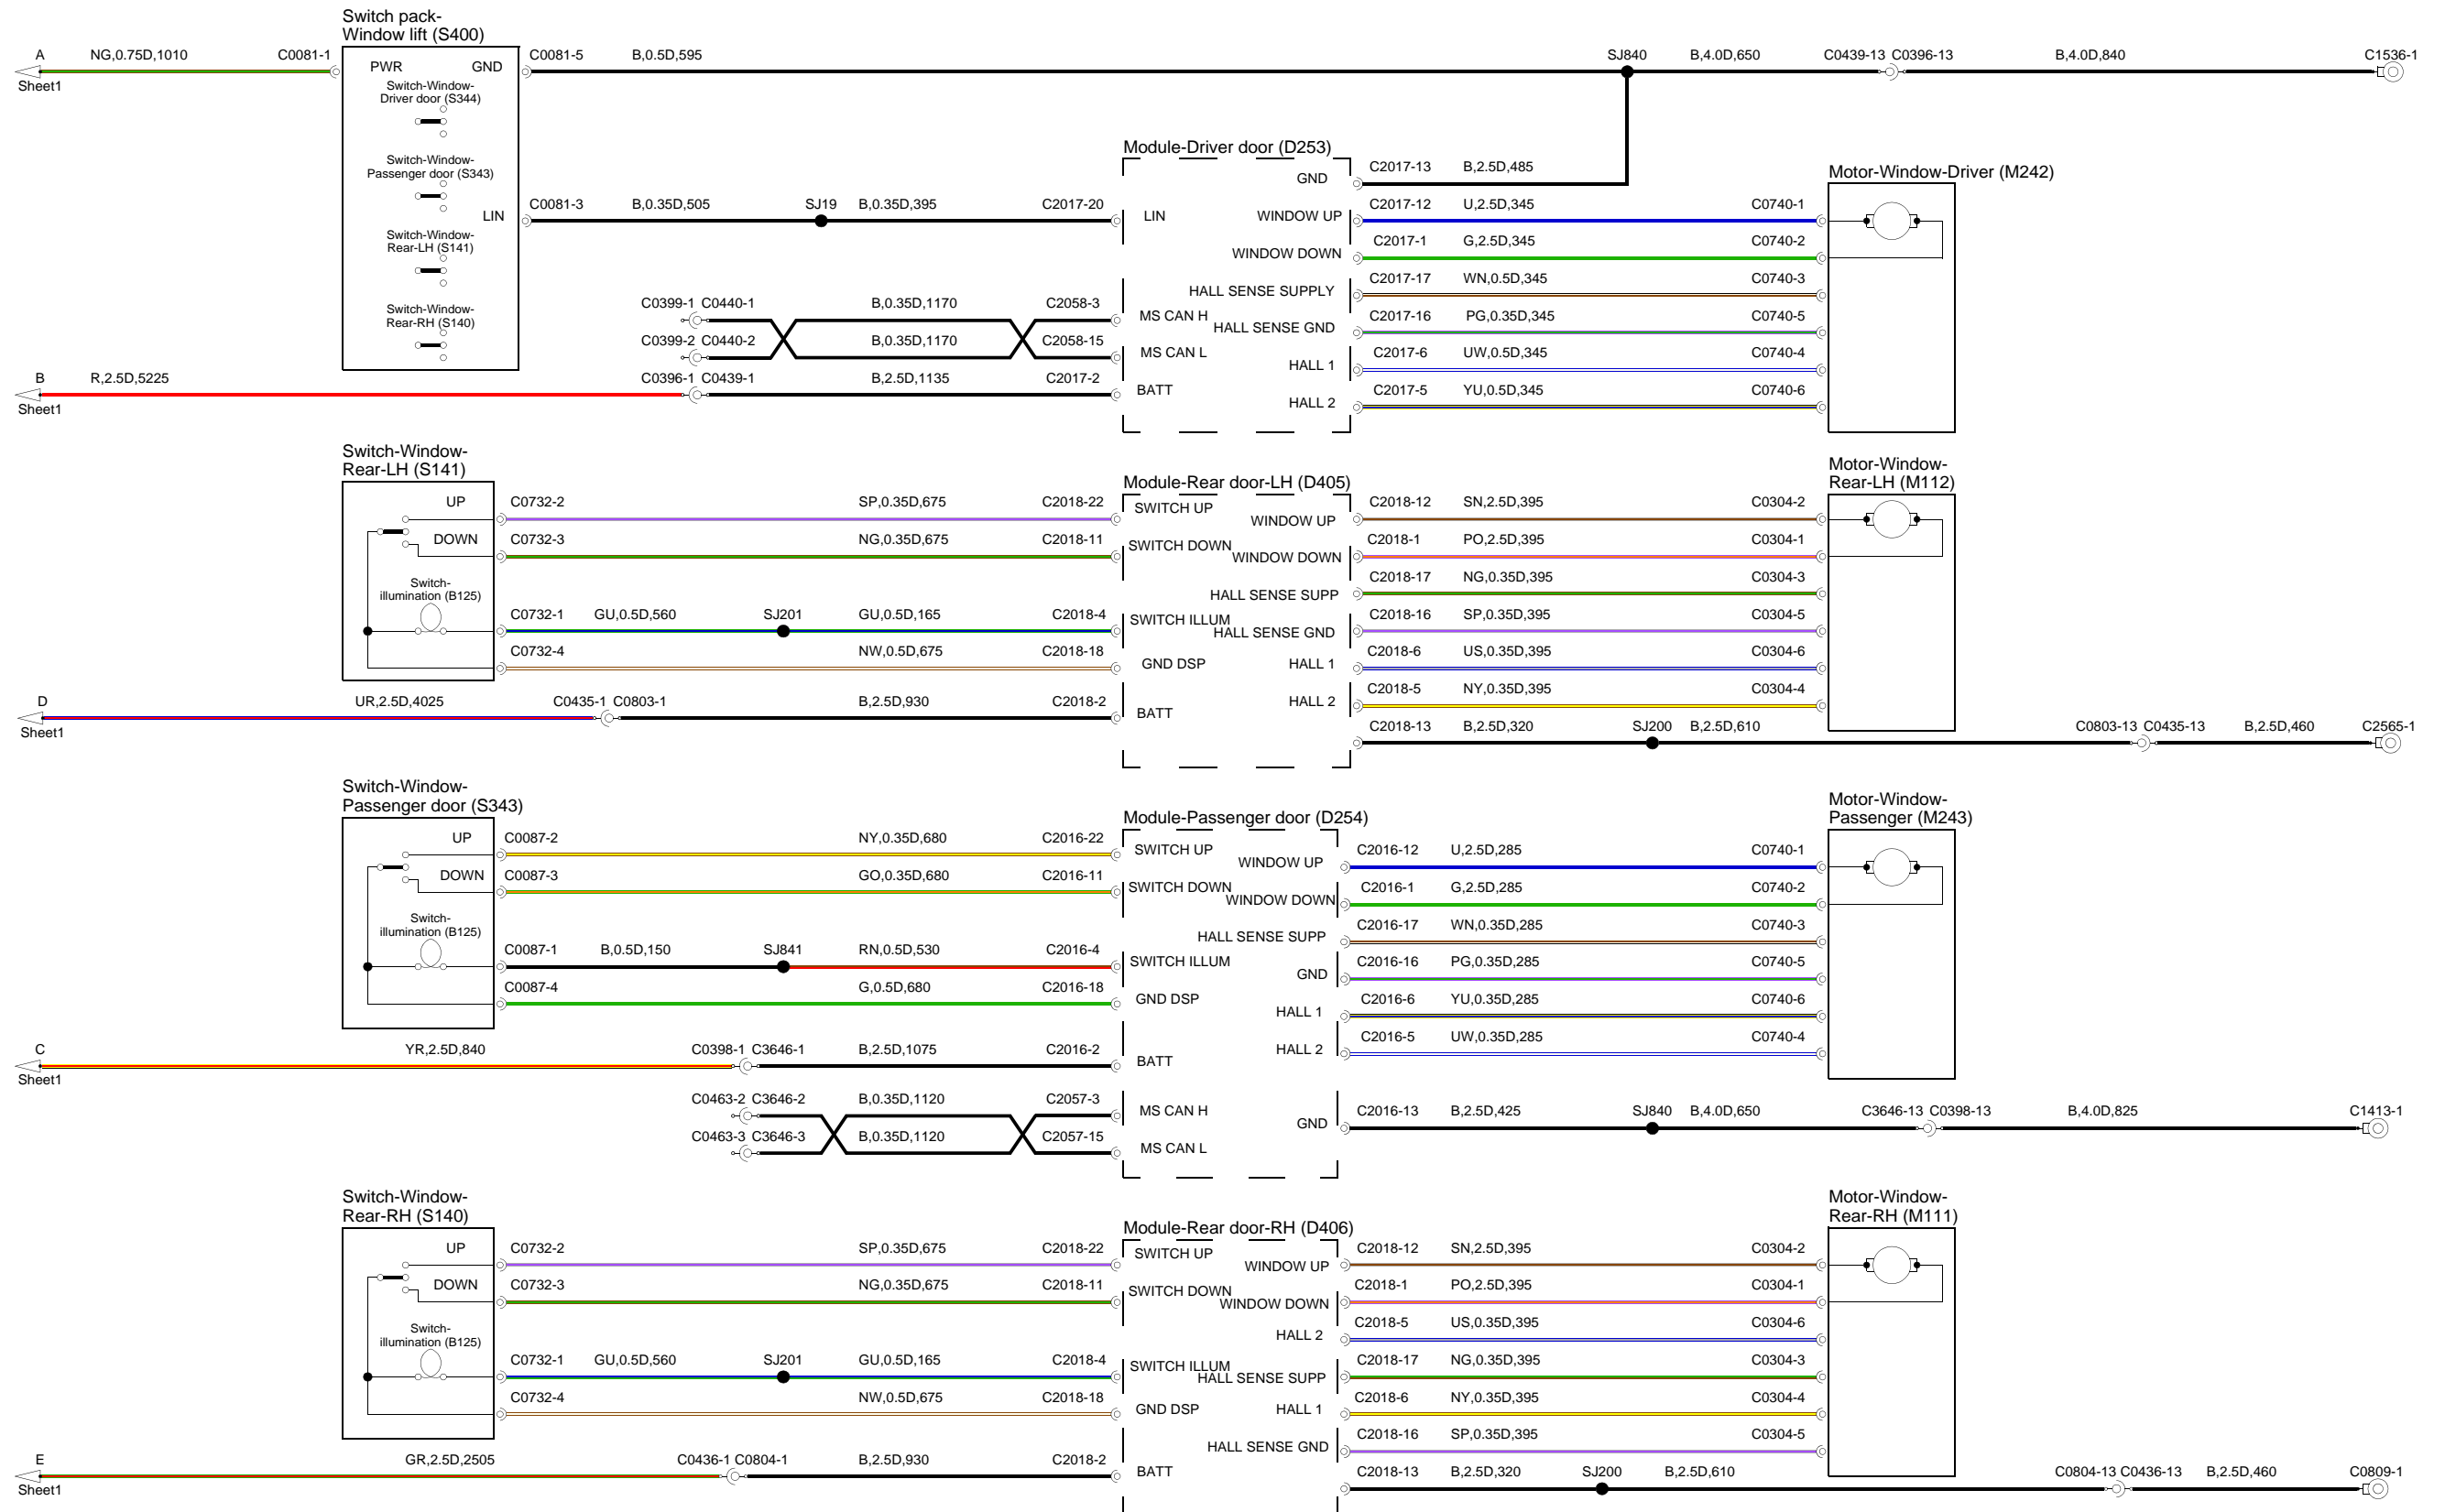 Switch pack-
Window lift (S400)
A NG,0.75D,1010 C0081-1
Sheet1
PWR GND
Switch-Window-
Driver door (S344)
Switch-Window-
Passenger door (S343)
LIN
Switch-Window-
Rear-LH (S141)
Switch-Window-
Rear-RH (S140)
C0081-5 B,0.5D,595 SJ840 B,4.0D,650 C0439-13 C0396-13 B,4.0D,840 C1536-1
C0081-3 B,0.35D,505 SJ19 B,0.35D,395 C2017-20
C0399-1 C0440-1 B,0.35D,1170 C2058-3
C0399-2 C0440-2 B,0.35D,1170 C2058-15
B R,2.5D,5225 C0396-1 C0439-1 B,2.5D,1135 C2017-2
Sheet1
Module-Driver door (D253)
GND
LIN WINDOW UP
WINDOW DOWN
HALL SENSE SUPPLY
MS CAN H
HALL SENSE GND
MS CAN L
HALL 1
BATT
HALL 2
C2017-13 B,2.5D,485
C2017-12 U,2.5D,345 C0740-1
C2017-1 G,2.5D,345 C0740-2
C2017-17 WN,0.5D,345 C0740-3
C2017-16 PG,0.35D,345 C0740-5
C2017-6 UW,0.5D,345 C0740-4
C2017-5 YU,0.5D,345 C0740-6
Motor-Window-Driver (M242)
Switch-Window-
Rear-LH (S141)
UP
DOWN
Switch-
illumination (B125)
C0732-2 SP,0.35D,675 C2018-22
C0732-3 NG,0.35D,675 C2018-11
C0732-1 GU,0.5D,560 SJ201 GU,0.5D,165 C2018-4
C0732-4 NW,0.5D,675 C2018-18
D UR,2.5D,4025 C0435-1 C0803-1 B,2.5D,930 C2018-2
Sheet1
Module-Rear door-LH (D405)
SWITCH UP
WINDOW UP
SWITCH DOWN
WINDOW DOWN
HALL SENSE SUPP
SWITCH ILLUM
HALL SENSE GND
GND DSP HALL 1
HALL 2
BATT
C2018-12 SN,2.5D,395 C0304-2
C2018-1 PO,2.5D,395 C0304-1
C2018-17 NG,0.35D,395 C0304-3
C2018-16 SP,0.35D,395 C0304-5
C2018-6 US,0.35D,395 C0304-6
C2018-5 NY,0.35D,395 C0304-4
C2018-13 B,2.5D,320 SJ200 B,2.5D,610 C0803-13 C0435-13 B,2.5D,460 C2565-1
Motor-Window-
Rear-LH (M112)
Switch-Window-
Passenger door (S343)
UP
DOWN
Switch-
illumination (B125)
C0087-2 NY,0.35D,680 C2016-22
C0087-3 GO,0.35D,680 C2016-11
C0087-1 B,0.5D,150 SJ841 RN,0.5D,530 C2016-4
C0087-4 G,0.5D,680 C2016-18
C YR,2.5D,840 C0398-1 C3646-1 B,2.5D,1075 C2016-2
Sheet1
C0463-2 C3646-2 B,0.35D,1120 C2057-3
C0463-3 C3646-3 B,0.35D,1120 C2057-15
Module-Passenger door (D254)
SWITCH UP
WINDOW UP
SWITCH DOWN
WINDOW DOWN
HALL SENSE SUPP
SWITCH ILLUM
GND
GND DSP
HALL 1
HALL 2
BATT
MS CAN H
GND
MS CAN L
C2016-12 U,2.5D,285 C0740-1
C2016-1 G,2.5D,285 C0740-2
C2016-17 WN,0.35D,285 C0740-3
C2016-16 PG,0.35D,285 C0740-5
C2016-6 YU,0.35D,285 C0740-6
C2016-5 UW,0.35D,285 C0740-4
C2016-13 B,2.5D,425 SJ840 B,4.0D,650 C3646-13 C0398-13 B,4.0D,825 C1413-1
Motor-Window-
Passenger (M243)
Switch-Window-
Rear-RH (S140)
UP
DOWN
Switch-
illumination (B125)
C0732-2 SP,0.35D,675 C2018-22
C0732-3 NG,0.35D,675 C2018-11
C0732-1 GU,0.5D,560 SJ201 GU,0.5D,165 C2018-4
C0732-4 NW,0.5D,675 C2018-18
E GR,2.5D,2505 C0436-1 C0804-1 B,2.5D,930 C2018-2
Sheet1
Module-Rear door-RH (D406)
SWITCH UP
WINDOW UP
SWITCH DOWN
WINDOW DOWN
HALL 2
SWITCH ILLUM
HALL SENSE SUPP
GND DSP HALL 1
HALL SENSE GND
BATT
C2018-12 SN,2.5D,395 C0304-2
C2018-1 PO,2.5D,395 C0304-1
C2018-5 US,0.35D,395 C0304-6
C2018-17 NG,0.35D,395 C0304-3
C2018-6 NY,0.35D,395 C0304-4
C2018-16 SP,0.35D,395 C0304-5
C2018-13 B,2.5D,320 SJ200 B,2.5D,610 C0804-13 C0436-13 B,2.5D,460 C0809-1
Motor-Window-
Rear-RH (M111)